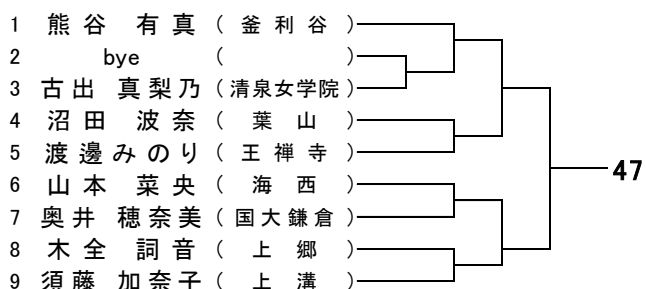 1 熊谷 有真 ( 釜利谷 )
2 bye ( )
3 古出 真梨乃 ( 清泉女学院 )
4 沼田 波奈 ( 葉山 )
5 渡邊みのり ( 王禅寺 )
47
6 山本 菜央 ( 海西 )
7 奥井 穂奈美 ( 国大鎌倉 )
8 木全 詞音 ( 上郷 )
9 須藤 加奈子 ( 上溝 )